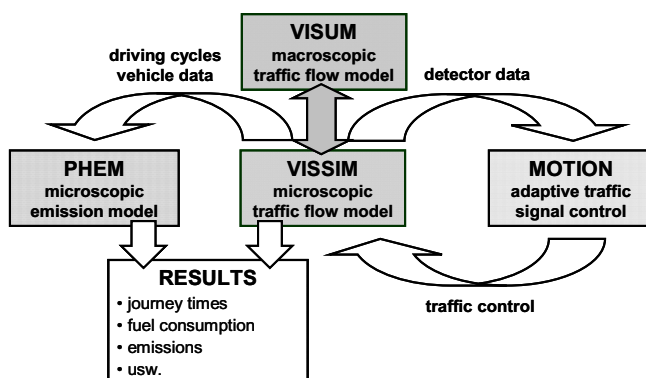 VISUM
macroscopic
traffic flow model
driving cycles
vehicle data
detector data
PHEM
microscopic
emission model
VISSIM
microscopic
traffic flow model
MOTION
adaptive traffic
signal control
RESULTS
• journey times
• fuel consumption
• emissions
• usw.
traffic control